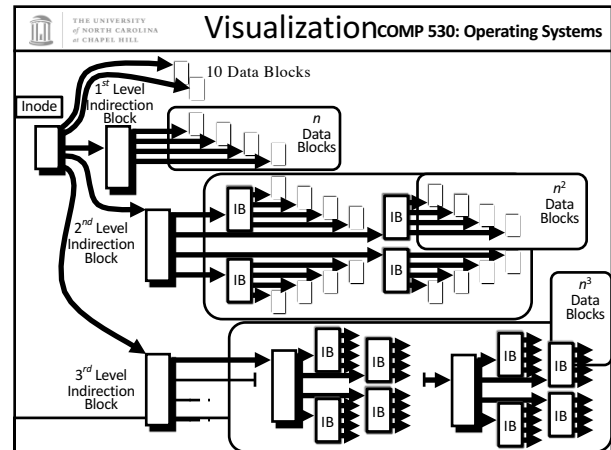 THE UNIVERSITY
of NORTH CAROLINA
at CHAPEL HILL
Visualization
COMP 530: Operating Systems
10 Data Blocks
1st Level
Indirection
Block
Inode
n
Data
Blocks
n2
Data
Blocks
IB
IB
2nd Level
Indirection
Block
IB
IB
n3
Data
Blocks
3rd Level
Indirection
Block
IB
IB
IB
IB
IB
IB
IB
IB